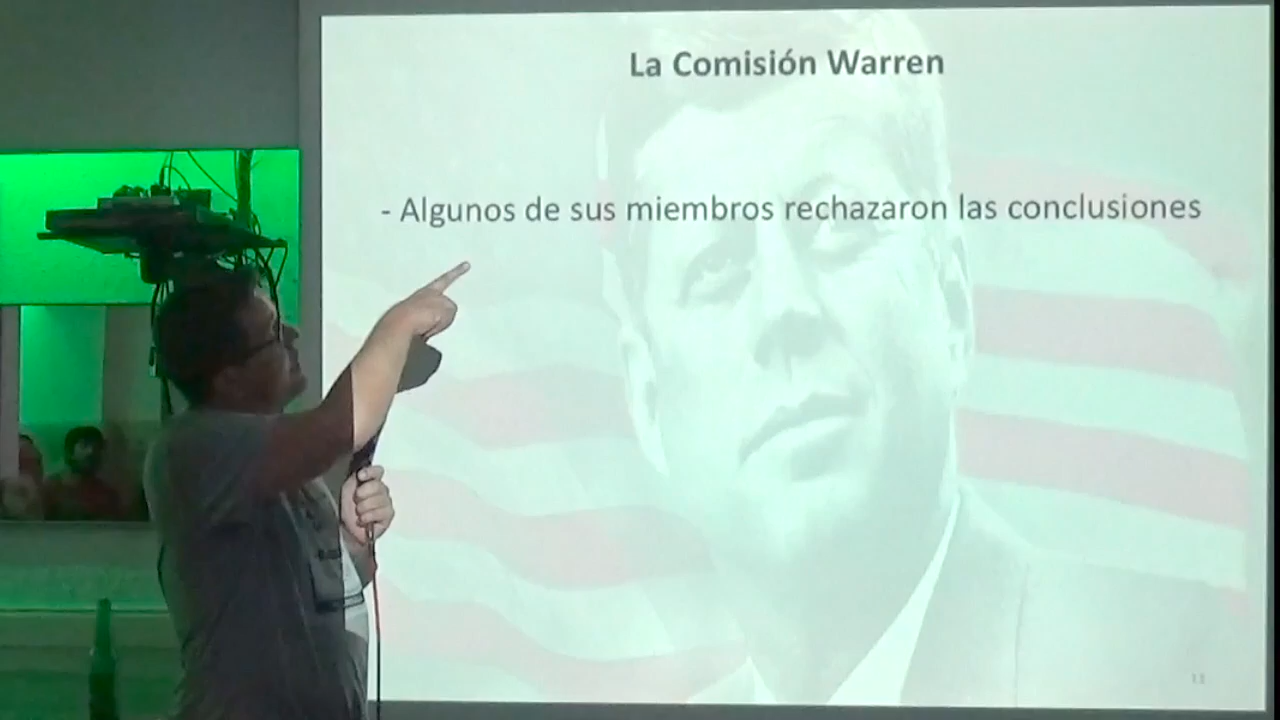 La Comisión Warren
- Algunos de sus miembros rechazaron las conclusiones